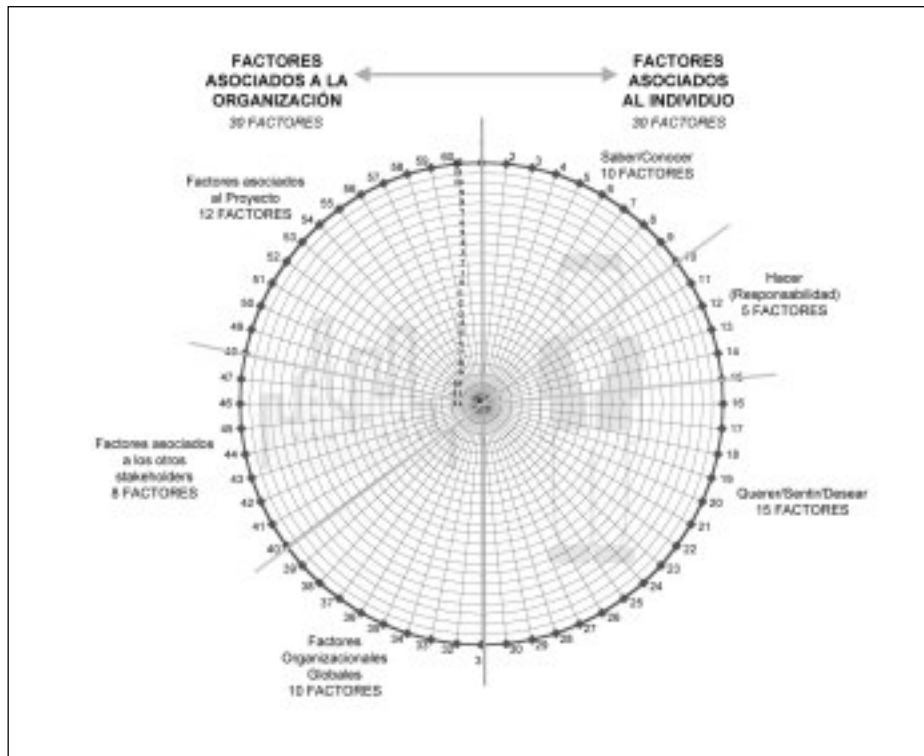 FACTORES
ASOCIADOS A LA
ORGANIZACIÓN
30 FACTORES
FACTORES
ASOCIADOS
AL INDIVIDUO
30 FACTORES
Saber/Conocer
10 FACTORES
Hacer
(Responsabilidad)
5 FACTORES
Querer/Sentir/Desear
15 FACTORES
Factores
Organizacionales
Globales
10 FACTORES
Factores asociados
a los otros
stakeholders
8 FACTORES
Factores asociados
al Proyecto
12 FACTORES
2
3
4
5
6
7
8
9
10
11
12
13
14
15
16
17
18
19
20
21
22
23
24
25
26
27
28
29
30
3
32
33
34
36
37
38
39
40
41
42
43
44
45
46
47
48
49
50
51
52
53
54
55
56
57
58
59
60